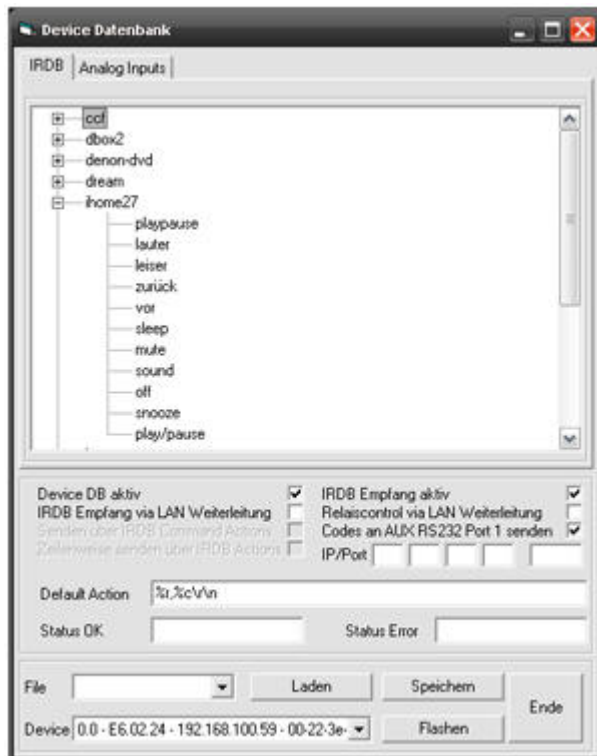 Device Datenbank
IRDB Analog Inputs
ccf
dbox2
denon-dvd
dream
ihome27
playpause
lauter
leiser
zurück
vor
sleep
mute
sound
off
snooze
play/pause
Device DB aktiv
IRDB Empfang aktiv
IRDB Empfang via LAN Weiterleitung
Relaiscontrol via LAN Weiterleitung
Senden über IRDB Command Actions
Codes an AUX RS232 Port 1 senden
Zeilenweise senden über IRDB Actions
IP/Port
Default Action %r,%c\r\n
Status OK
Status Error
File
Laden
Speichern
Ende
Device 0.0 - E6.02.24 - 192.168.100.59 - 00-22-3e-
Flashen